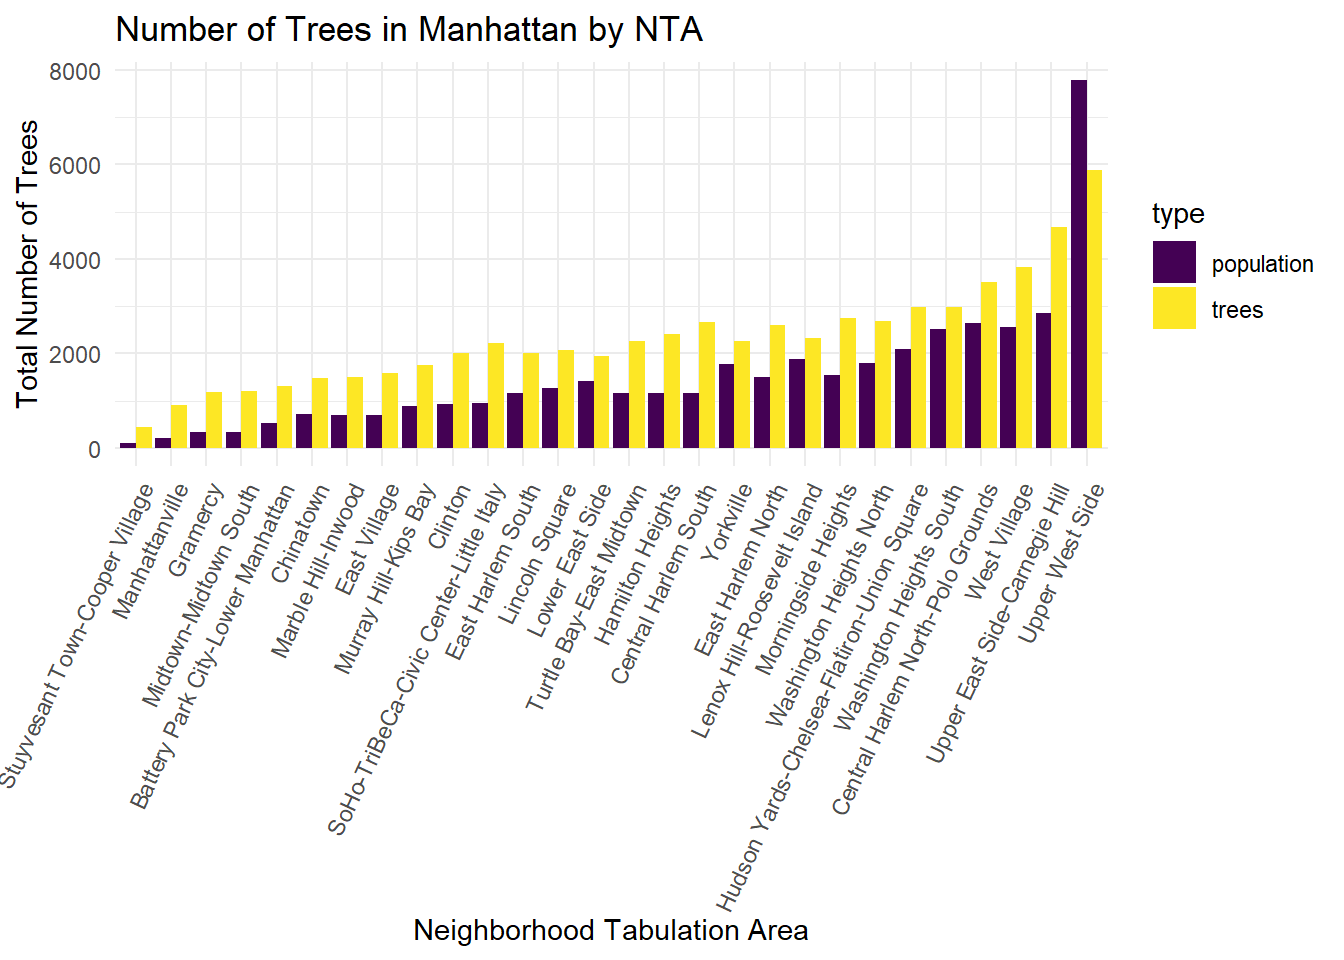 Number of Trees in Manhattan by NTA
Total Number of Trees
8000
6000
4000
2000
0
Stuyvesant Town-Cooper Village
Manhattanville
Gramercy
Midtown-Midtown South
Battery Park City-Lower Manhattan
Chinatown
Marble Hill-Inwood
East Village
Murray Hill-Kips Bay
Clinton
SoHo-TriBeCa-Civic Center-Little Italy
East Harlem South
Lincoln Square
Lower East Side
Turtle Bay-East Midtown
Hamilton Heights
Central Harlem South
Yorkville
East Harlem North
Lenox Hill-Roosevelt Island
Morningside Heights
Washington Heights North
Hudson Yards-Chelsea-Flatiron-Union Square
Washington Heights South
Central Harlem North-Polo Grounds
West Village
Upper East Side-Carnegie Hill
Upper West Side
Neighborhood Tabulation Area
type
population
trees